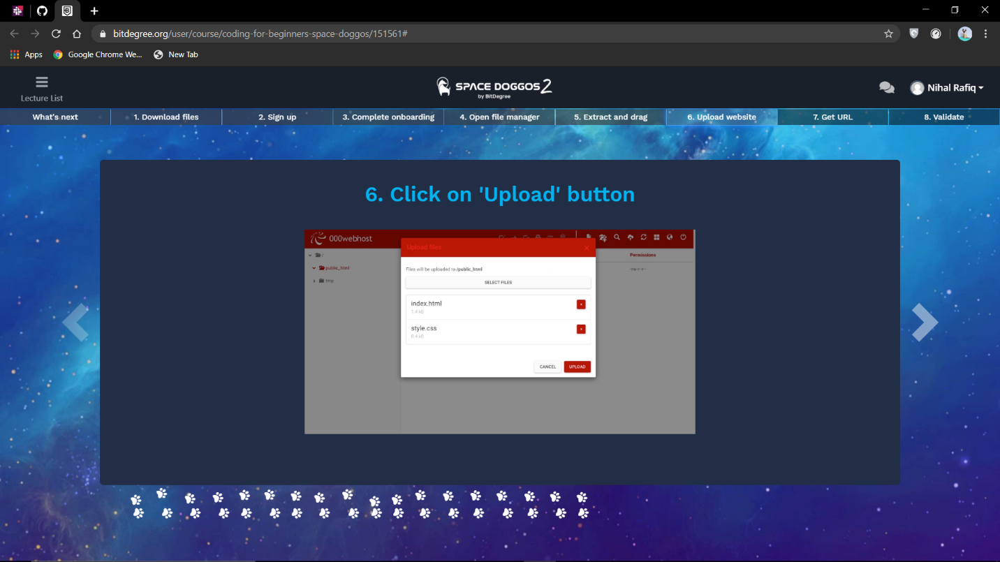 bitdegree.org/user/course/coding-for-beginners-space-doggos/151561#
Apps Google Chrome We... New Tab
Lecture List
SPACE DOGGOS 2
by BitDegree
Nihal Rafiq
What's next 1. Download files 2. Sign up 3. Complete onboarding 4. Open file manager 5. Extract and drag 6. Upload website 7. Get URL 8. Validate
6. Click on 'Upload' button
000webhost
Upload files
Permissions
/
public_html
Files will be uploaded to /public_html
tmp
SELECT FILES
index.html
1.4 kB
style.css
0.4 kB
CANCEL UPLOAD